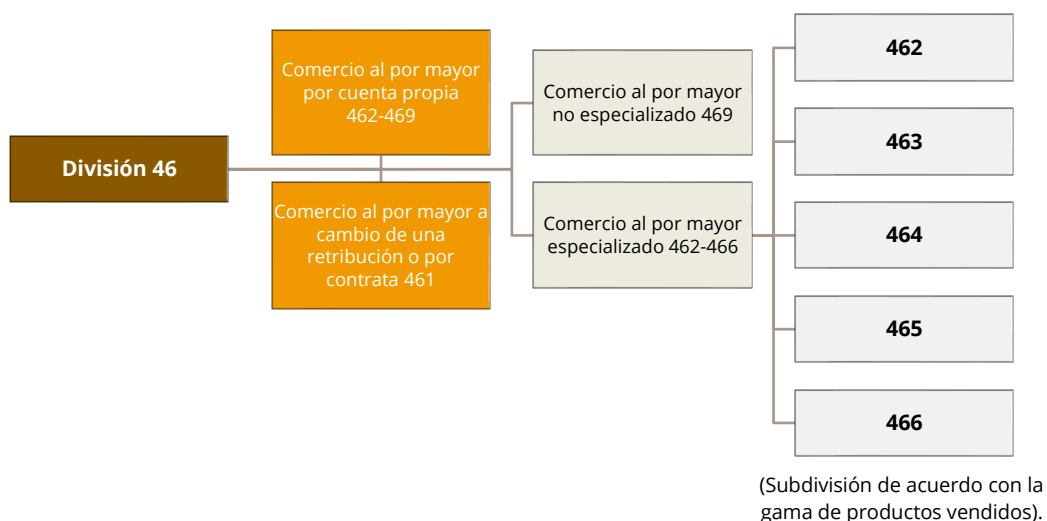 División 46
Comercio al por mayor
por cuenta propia
462-469
Comercio al por mayor a
cambio de una
retribución o por
contrata 461
Comercio al por mayor
no especializado 469
Comercio al por mayor
especializado 462-466
462
463
464
465
466
(Subdivisión de acuerdo con la
gama de productos vendidos).